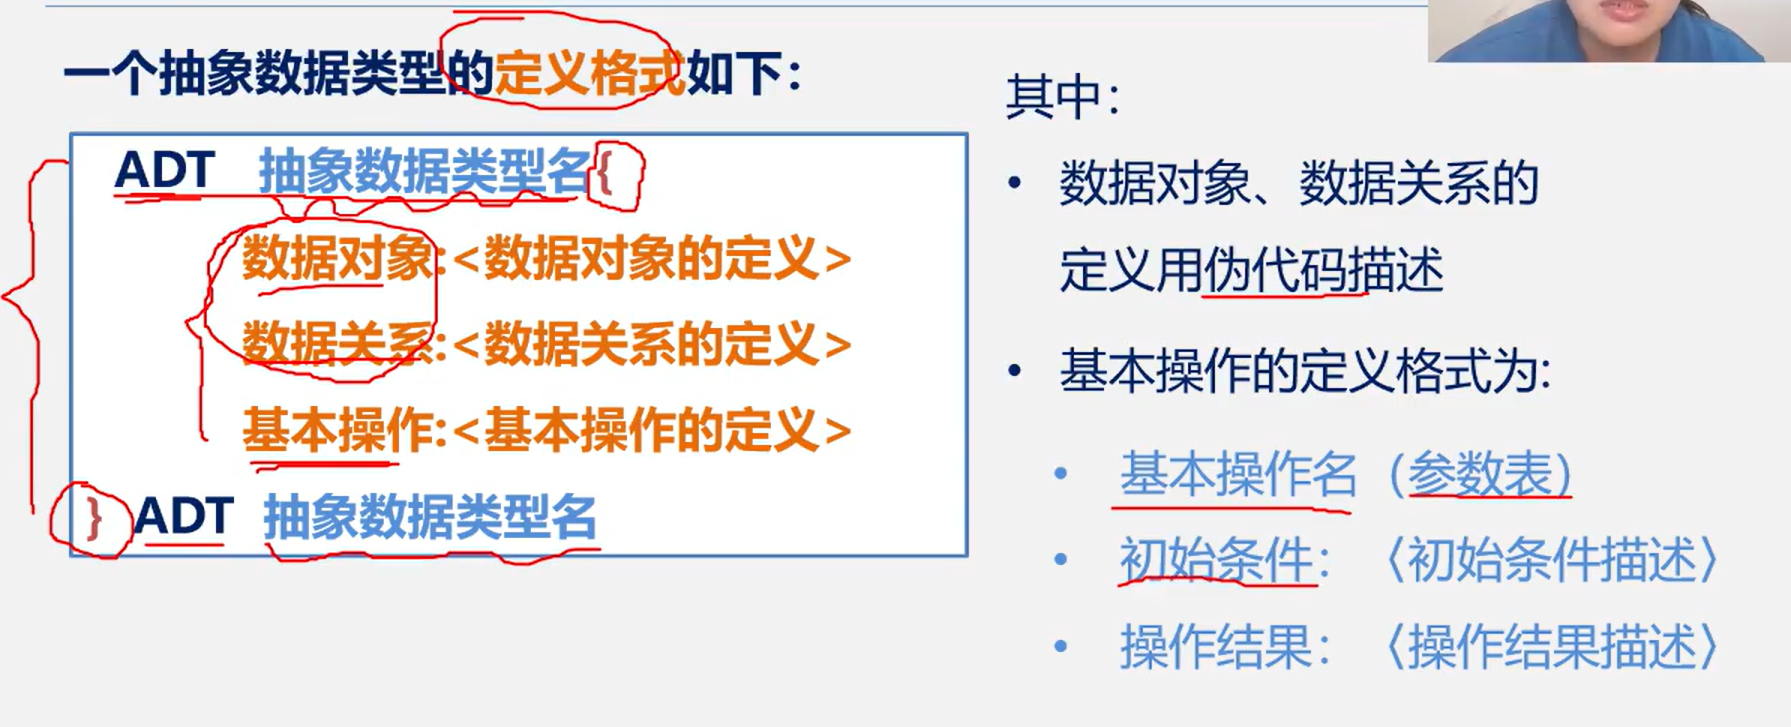 一个抽象数据类型的定义格式如下：
ADT 抽象数据类型名{
数据对象:<数据对象的定义>
数据关系:<数据关系的定义>
基本操作:<基本操作的定义>
} ADT 抽象数据类型名
其中：
• 数据对象、数据关系的
定义用伪代码描述
• 基本操作的定义格式为:
• 基本操作名（参数表）
• 初始条件：〈初始条件描述〉
• 操作结果：〈操作结果描述〉